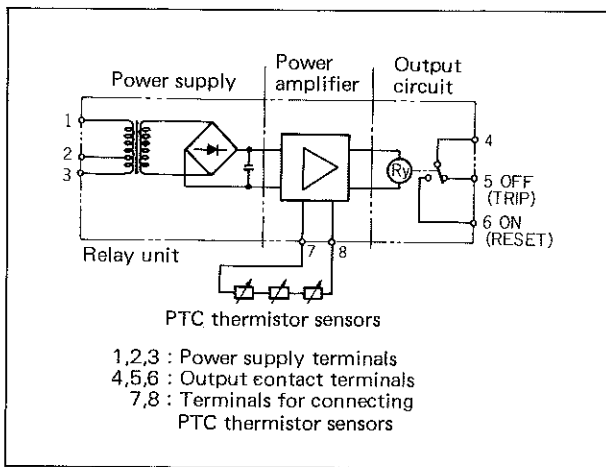 Power supply
Power
amplifier
Output
circuit
1
2
3
4
5 OFF
(TRIP)
6 ON
(RESET)
Ry
7
8
Relay unit
PTC thermistor sensors
1,2,3 : Power supply terminals
4,5,6 : Output contact terminals
7,8 : Terminals for connecting
PTC thermistor sensors